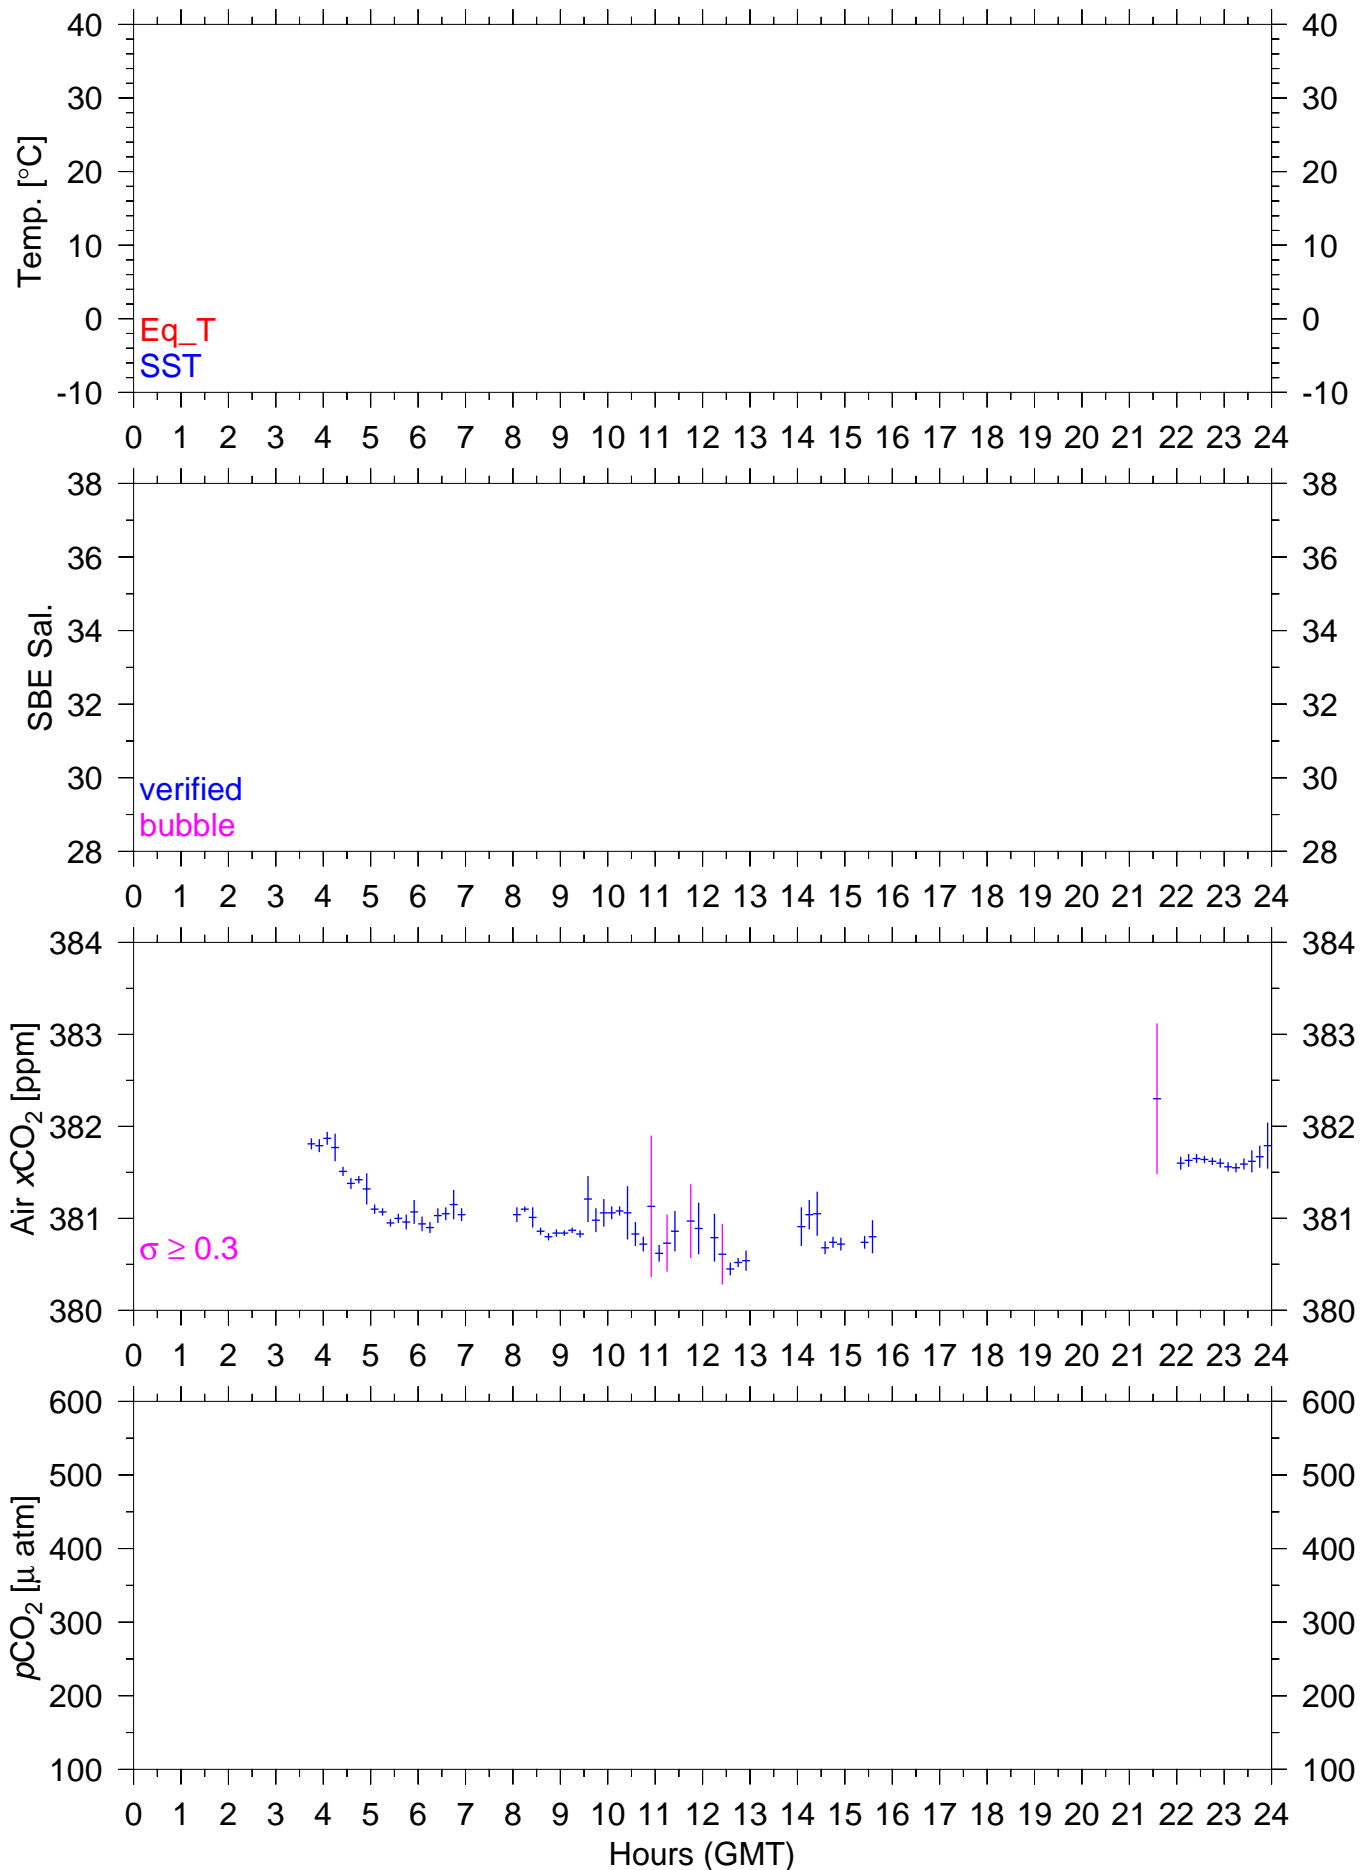 40 40
30 30
Temp. [°C]
20 20
10 10
0 0
Eq_T
SST
-10 -10
0 1 2 3 4 5 6 7 8 9 10 11 12 13 14 15 16 17 18 19 20 21 22 23 24
38 38
36 36
SBE Sal.
34 34
32 32
30 30
verified
bubble
28 28
0 1 2 3 4 5 6 7 8 9 10 11 12 13 14 15 16 17 18 19 20 21 22 23 24
384 384
383 383
Air xCO₂ [ppm]
382 382
381 381
σ ≥ 0.3
380 380
0 1 2 3 4 5 6 7 8 9 10 11 12 13 14 15 16 17 18 19 20 21 22 23 24
600 600
500 500
pCO₂ [μ atm]
400 400
300 300
200 200
100 100
0 1 2 3 4 5 6 7 8 9 10 11 12 13 14 15 16 17 18 19 20 21 22 23 24
Hours (GMT)